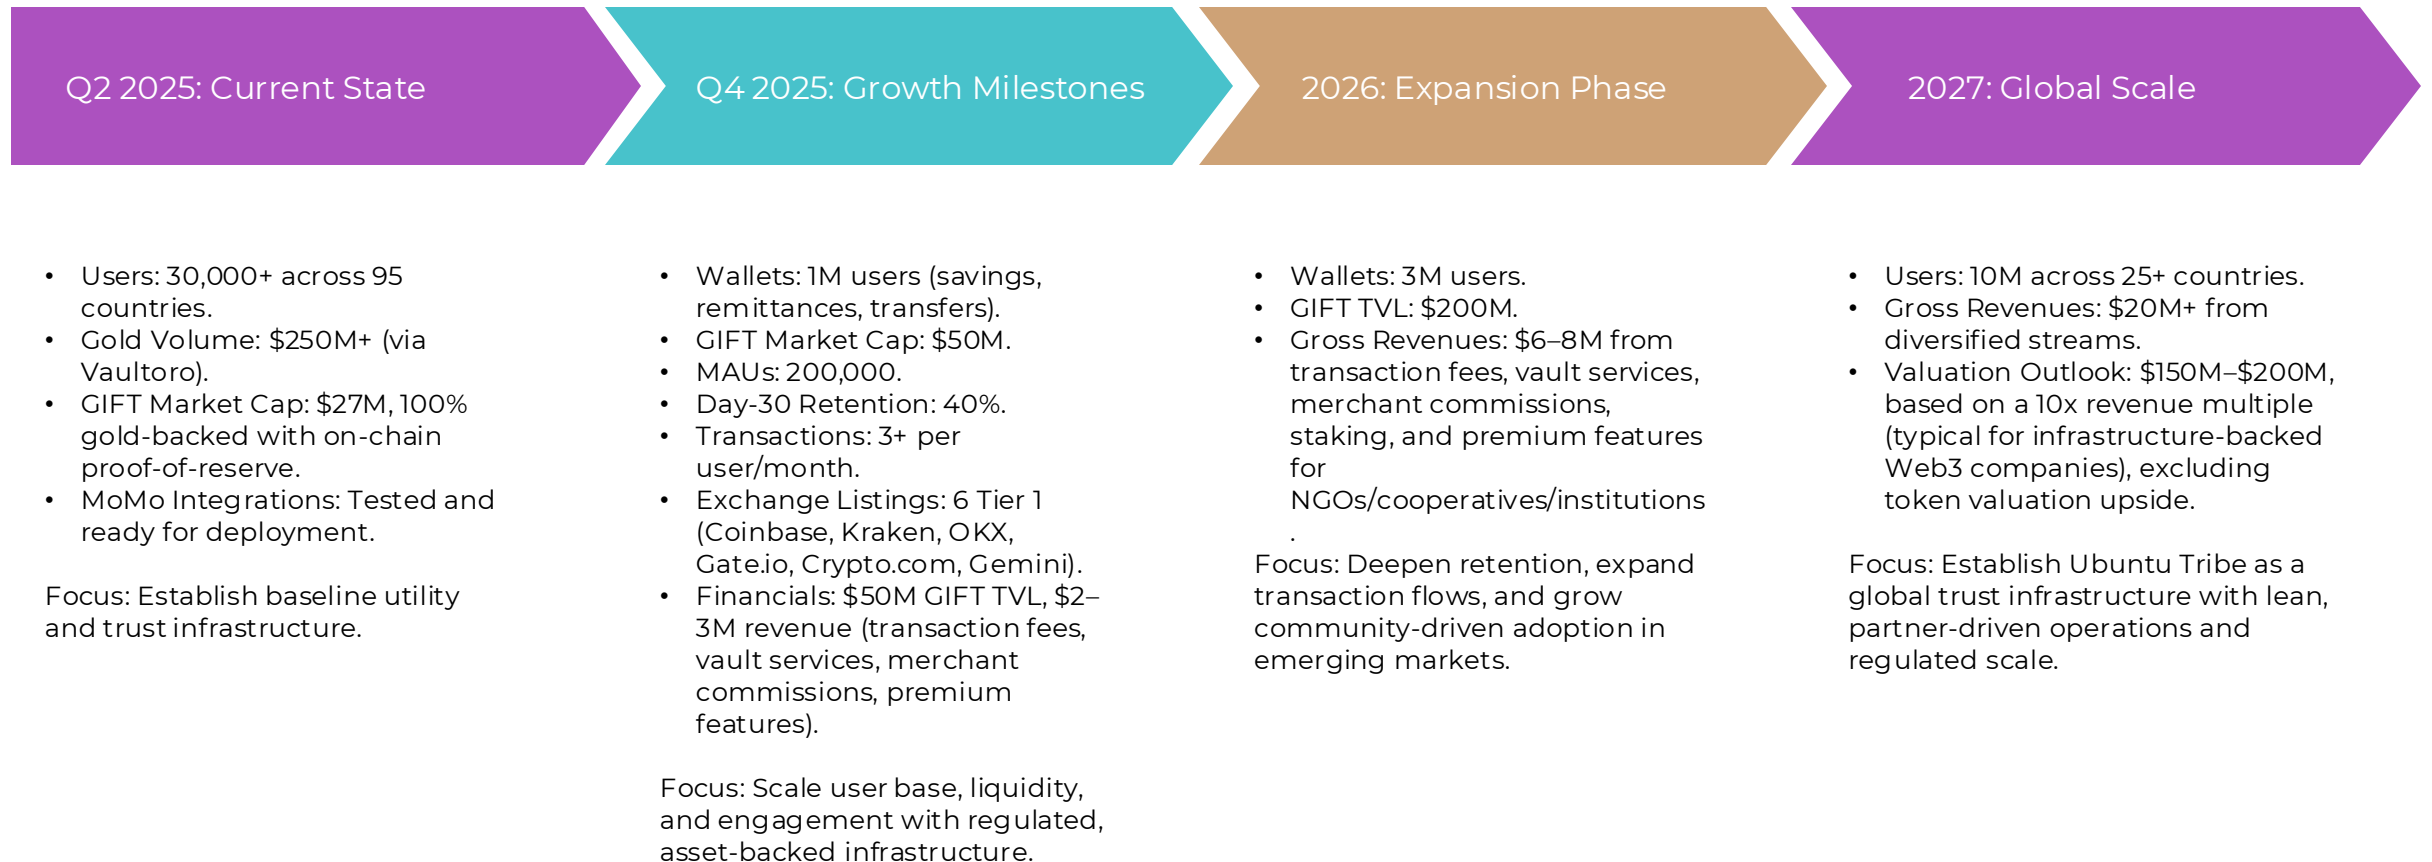 Q2 2025: Current State
Q4 2025: Growth Milestones
2026: Expansion Phase
2027: Global Scale
• Users: 30,000+ across 95
countries.
• Gold Volume: $250M+ (via
Vaultoro).
• GIFT Market Cap: $27M, 100%
gold-backed with on-chain
proof-of-reserve.
• MoMo Integrations: Tested and
ready for deployment.
Focus: Establish baseline utility
and trust infrastructure.
• Wallets: 1M users (savings,
remittances, transfers).
• GIFT Market Cap: $50M.
• MAUs: 200,000.
• Day-30 Retention: 40%.
• Transactions: 3+ per
user/month.
• Exchange Listings: 6 Tier 1
(Coinbase, Kraken, OKX,
Gate.io, Crypto.com, Gemini).
• Financials: $50M GIFT TVL, $2–
3M revenue (transaction fees,
vault services, merchant
commissions, premium
features).
Focus: Scale user base, liquidity,
and engagement with regulated,
asset-backed infrastructure.
• Wallets: 3M users.
• GIFT TVL: $200M.
• Gross Revenues: $6–8M from
transaction fees, vault services,
merchant commissions,
staking, and premium features
for
NGOs/cooperatives/institutions
.
Focus: Deepen retention, expand
transaction flows, and grow
community-driven adoption in
emerging markets.
• Users: 10M across 25+ countries.
• Gross Revenues: $20M+ from
diversified streams.
• Valuation Outlook: $150M–$200M,
based on a 10x revenue multiple
(typical for infrastructure-backed
Web3 companies), excluding
token valuation upside.
Focus: Establish Ubuntu Tribe as a
global trust infrastructure with lean,
partner-driven operations and
regulated scale.